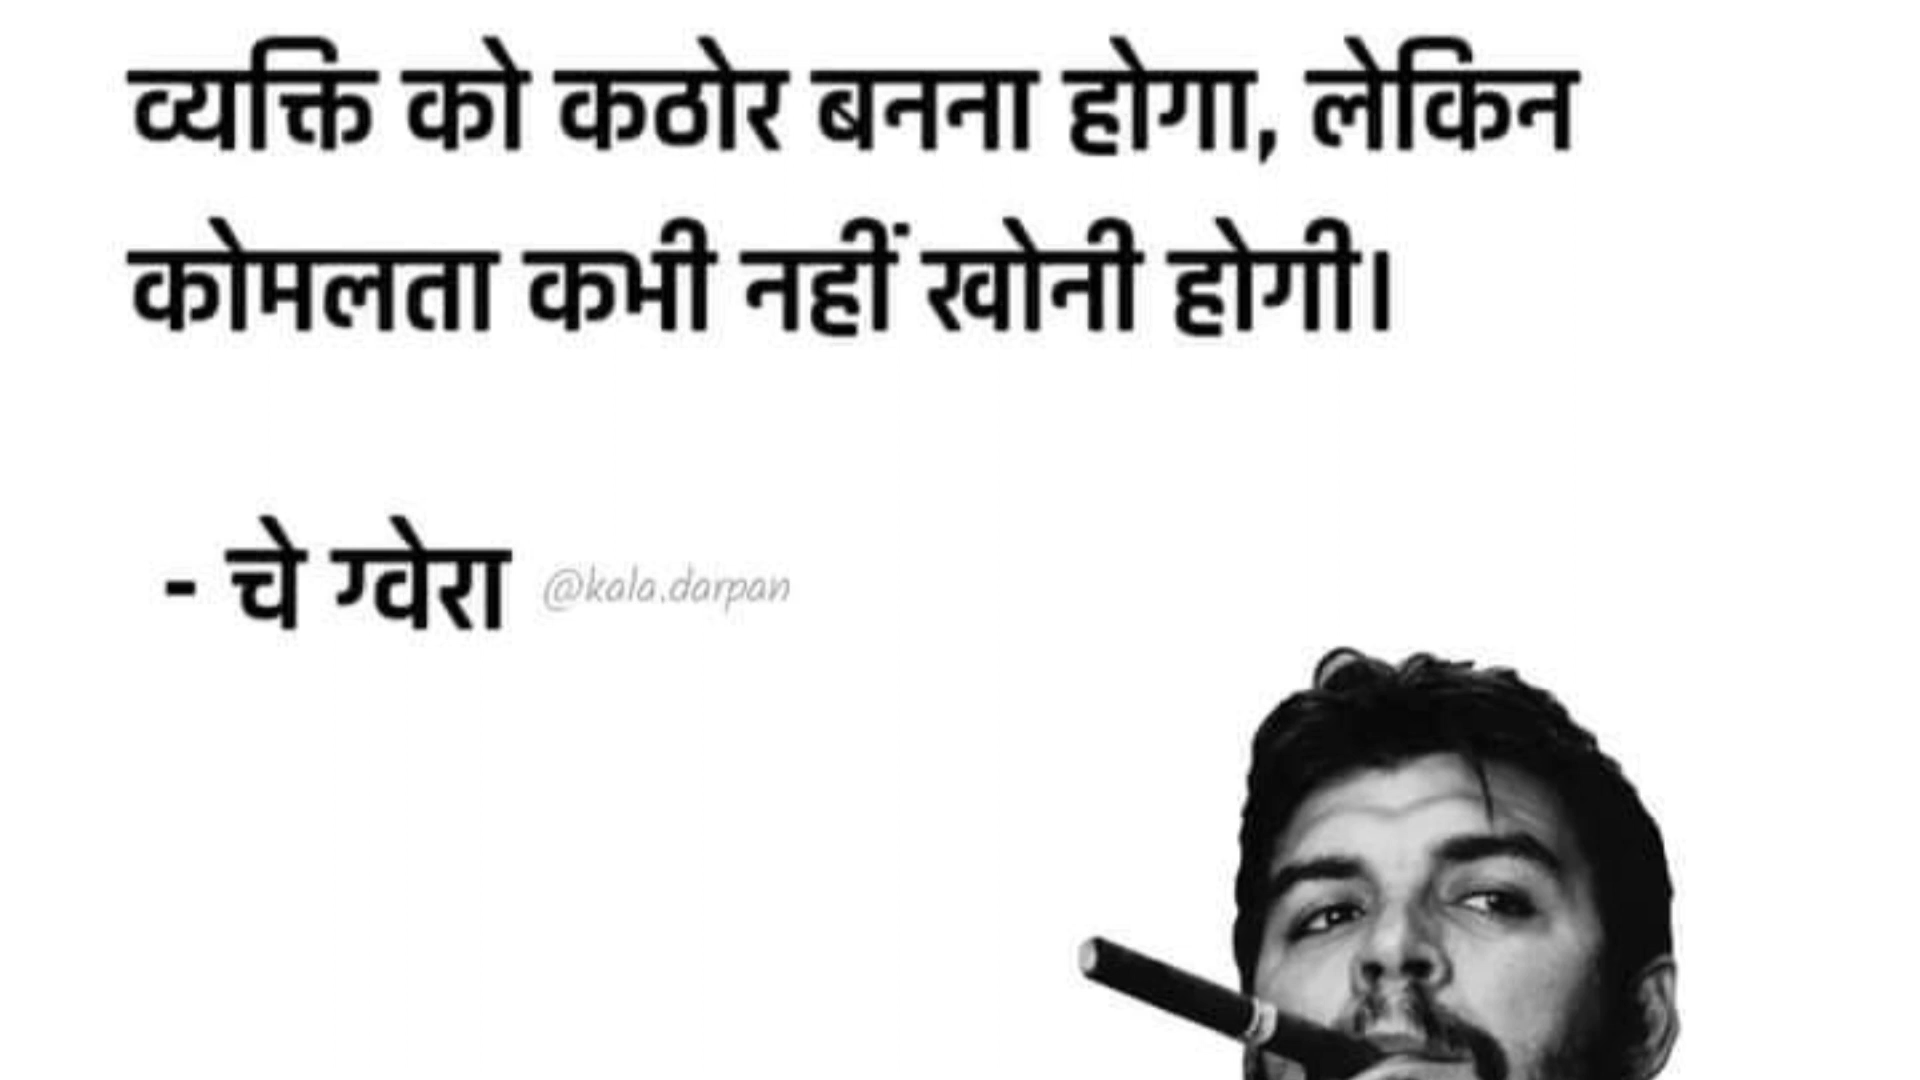 व्यक्ति को कठोर बनना होगा, लेकिन
कोमलता कभी नहीं खोनी होगी।
- चे ग्वेरा @kala.darpan